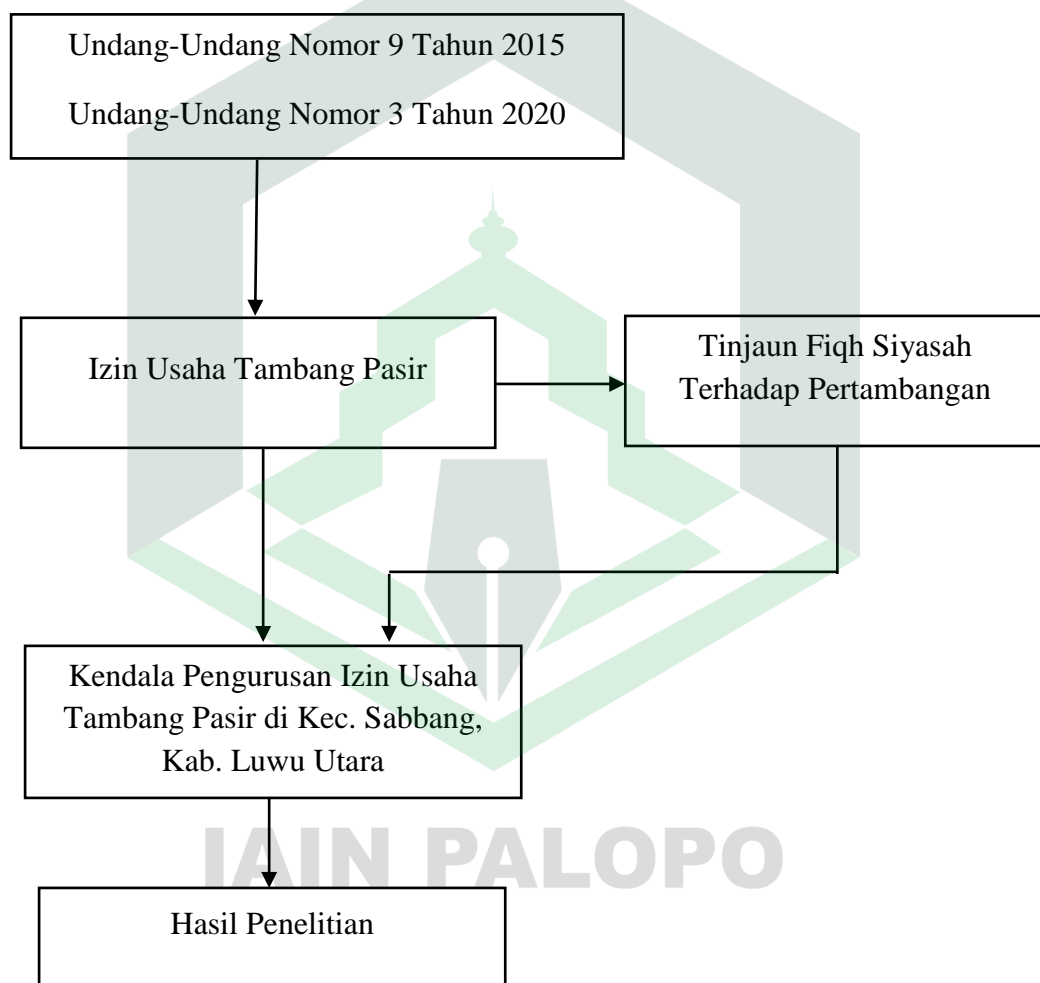 Undang-Undang Nomor 9 Tahun 2015
Undang-Undang Nomor 3 Tahun 2020
Izin Usaha Tambang Pasir
Tinjaun Fiqh Siyasah
Terhadap Pertambangan
Kendala Pengurusan Izin Usaha
Tambang Pasir di Kec. Sabbang,
Kab. Luwu Utara
IAIN PALOPO
Hasil Penelitian